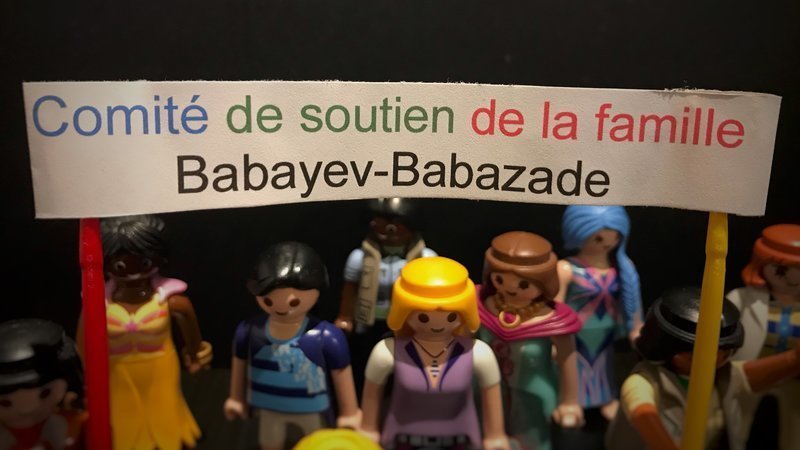 Comité de soutien de la famille
Babayev-Babazade